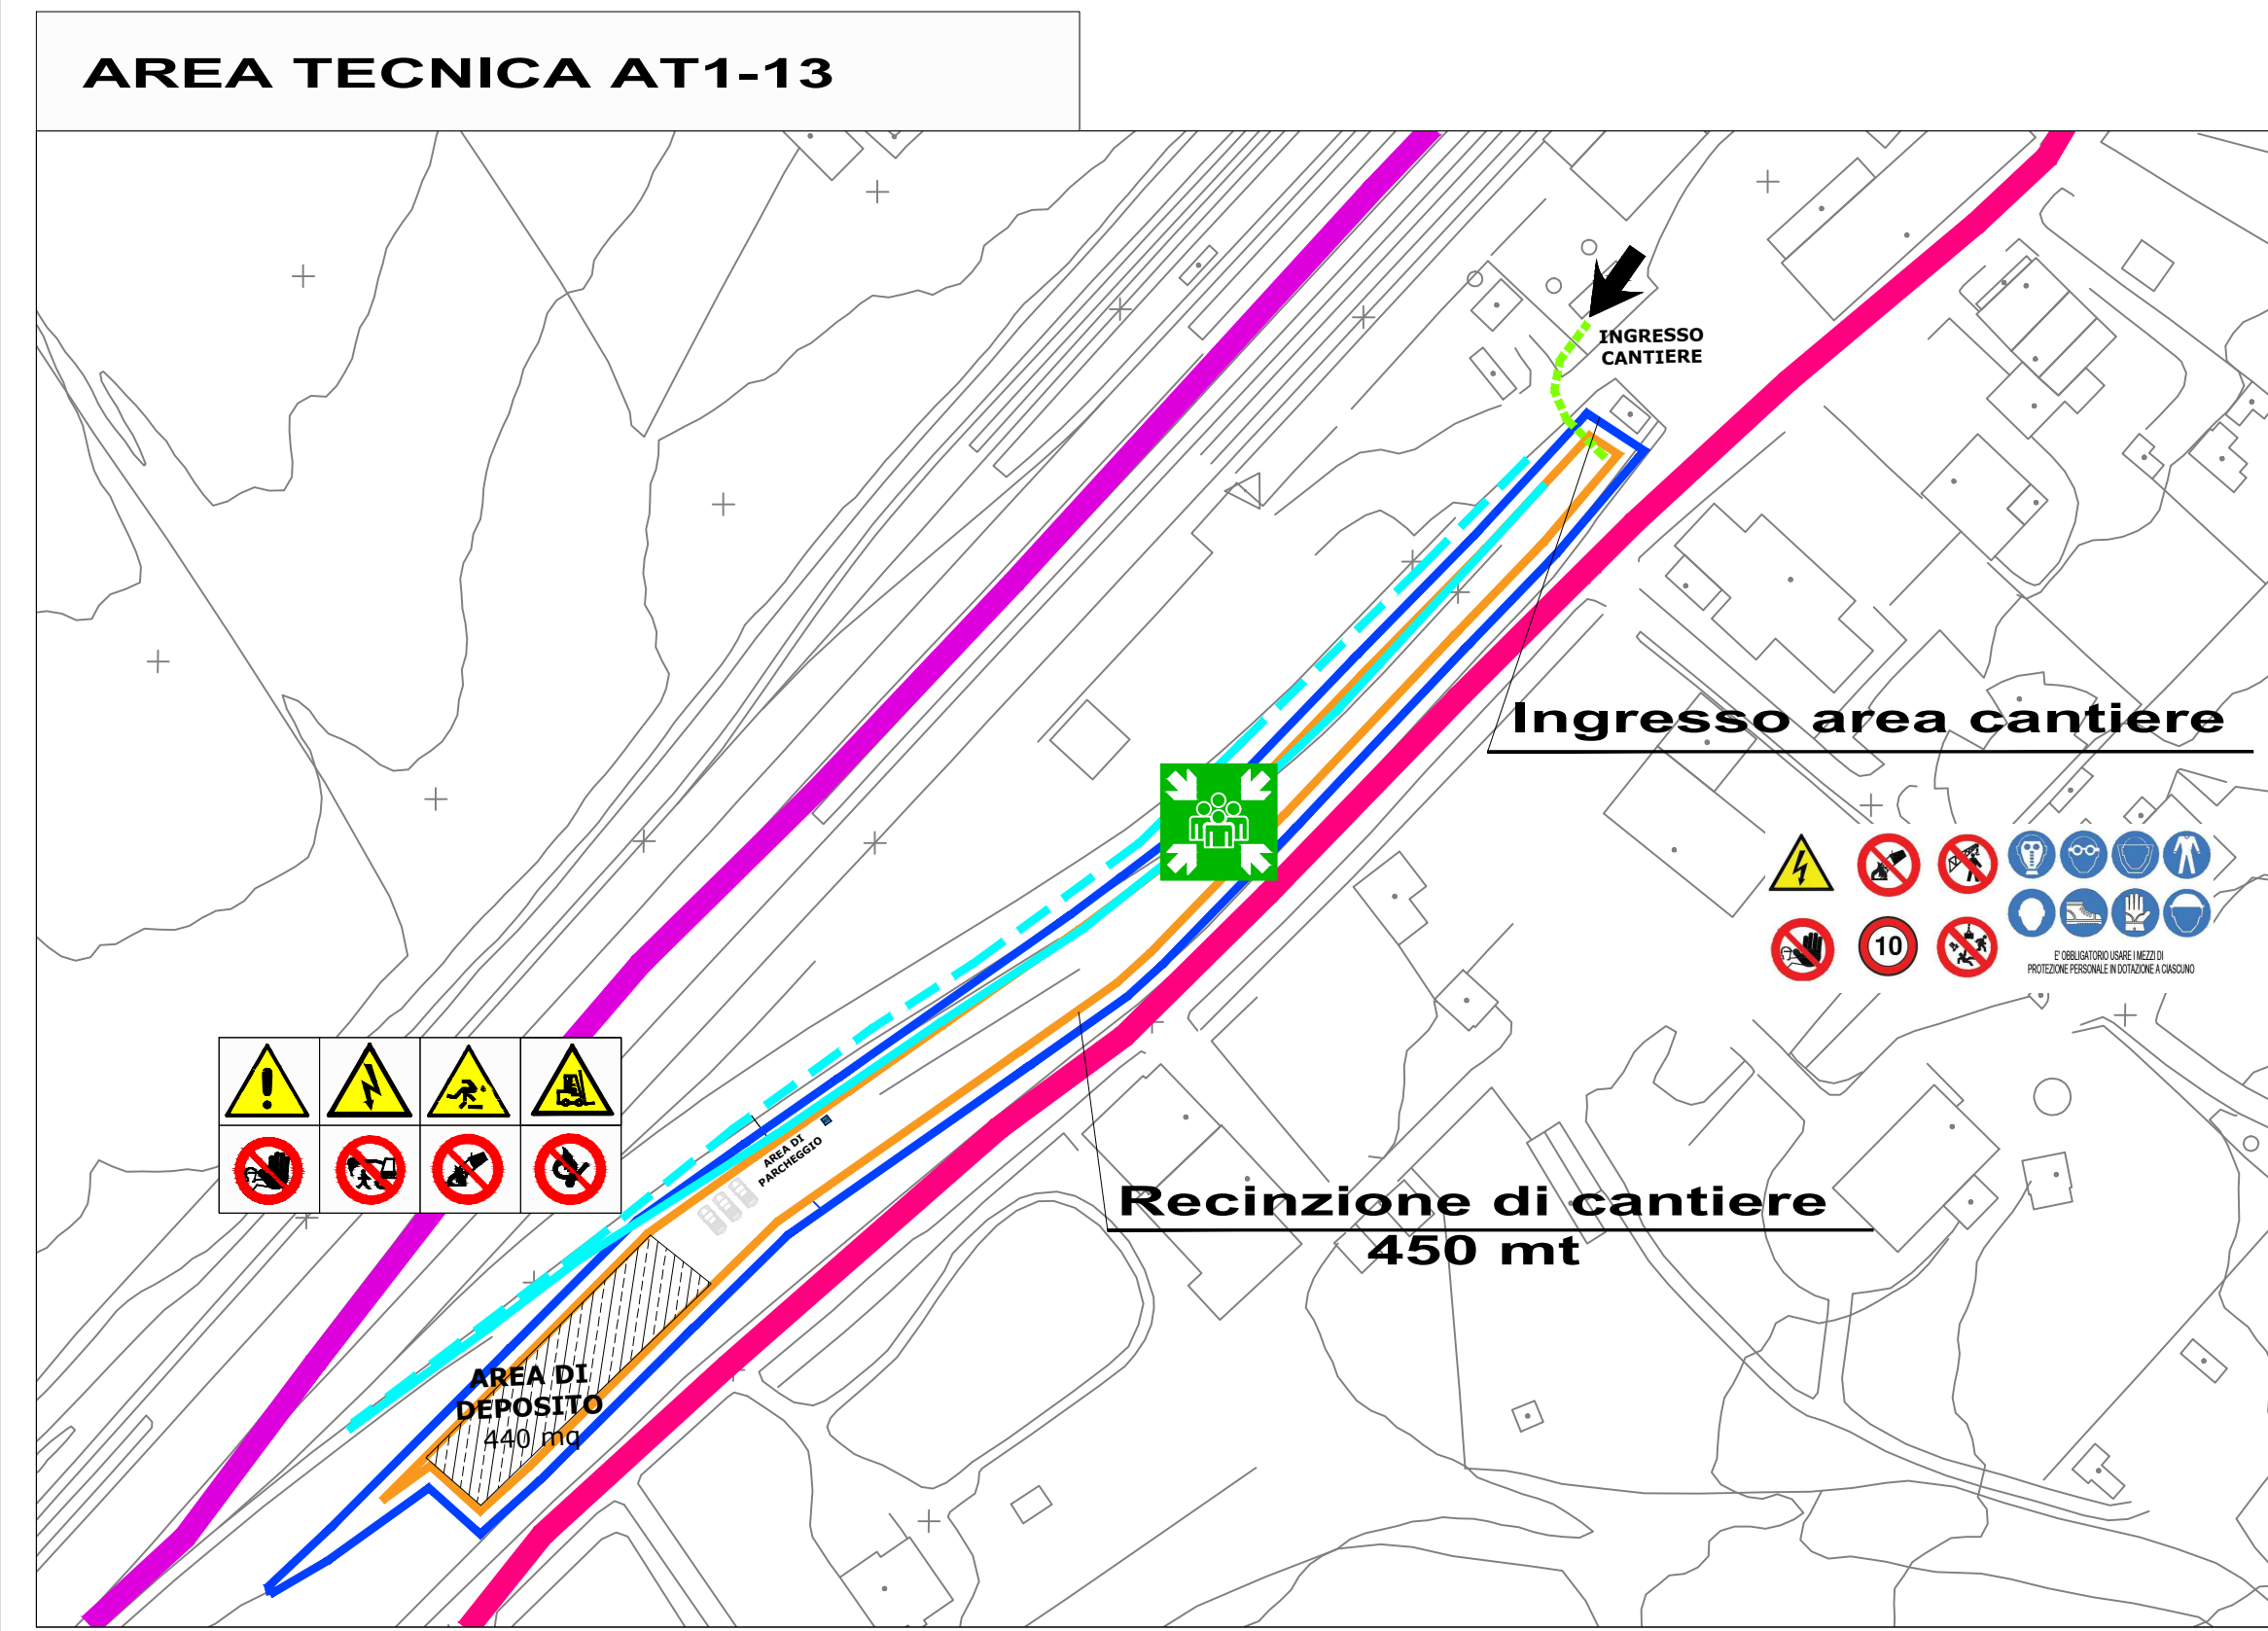 AREA TECNICA AT1-13
INGRESSO
CANTIERE
Ingresso area cantiere
10
E' OBBLIGATORIO USARE I MEZZI DI
PROTEZIONE PERSONALE IN DOTAZIONE A CIASCUNO
AREA DI
PARCHEGGIO
Recinzione di cantiere
450 mt
AREA DI
DEPOSITO
440 mq